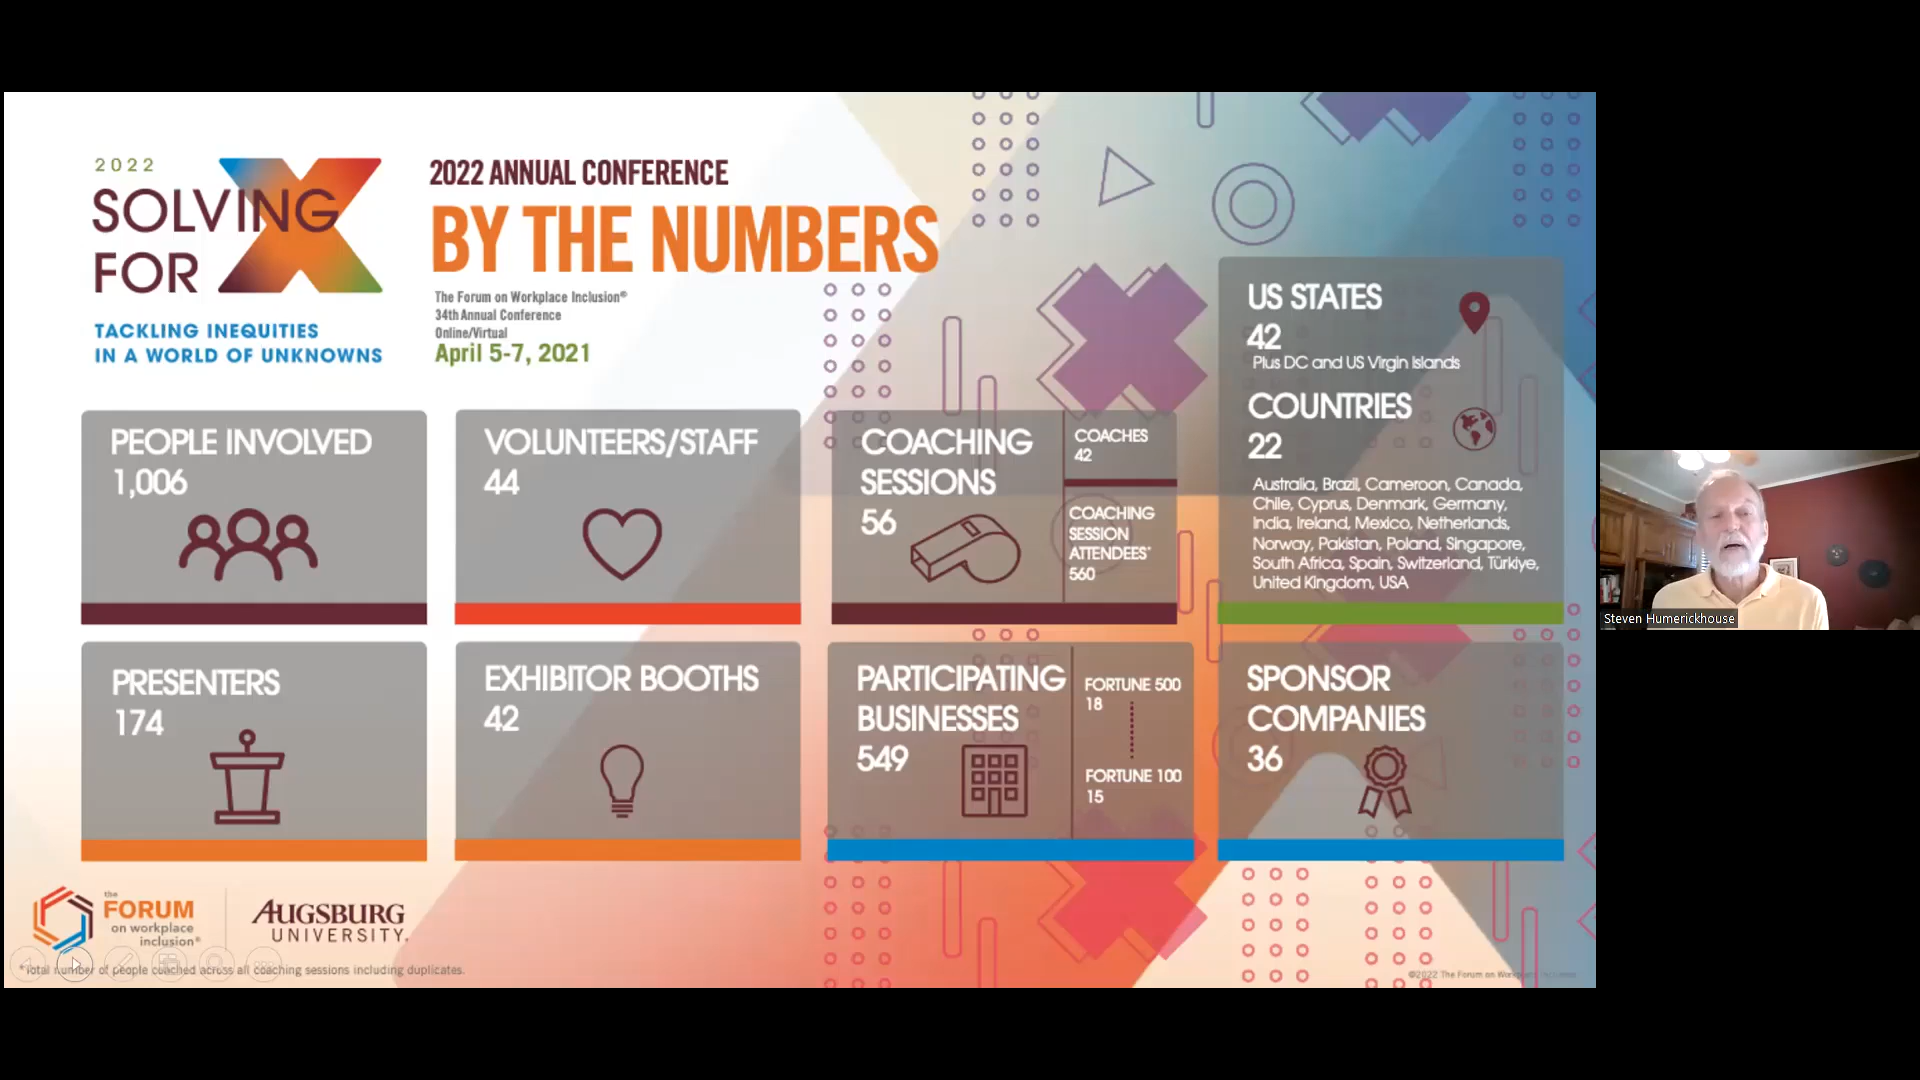 2022
SOLVING
FOR X
TACKLING INEQUITIES
IN A WORLD OF UNKNOWNS
2022 ANNUAL CONFERENCE
BY THE NUMBERS
The Forum on Workplace Inclusion®
34th Annual Conference
Online/Virtual
April 5-7, 2021
PEOPLE INVOLVED
1,006
VOLUNTEERS/STAFF
44
COACHING
SESSIONS
56
COACHES
42
COACHING
SESSION
ATTENDEES*
560
US STATES
42
Plus DC and US Virgin Islands
COUNTRIES
22
Australia, Brazil, Cameroon, Canada,
Chile, Cyprus, Denmark, Germany,
India, Ireland, Mexico, Netherlands,
Norway, Pakistan, Poland, Singapore,
South Africa, Spain, Switzerland, Türkiye,
United Kingdom, USA
PRESENTERS
174
EXHIBITOR BOOTHS
42
PARTICIPATING
BUSINESSES
549
FORTUNE 500
18
FORTUNE 100
15
SPONSOR
COMPANIES
36
Steven Humerickhouse
the
FORUM
on workplace
inclusion®
AUGSBURG
UNIVERSITY.
*Total number of people coached across all coaching sessions including duplicates.
©2022 The Forum on Workplace Inclusion